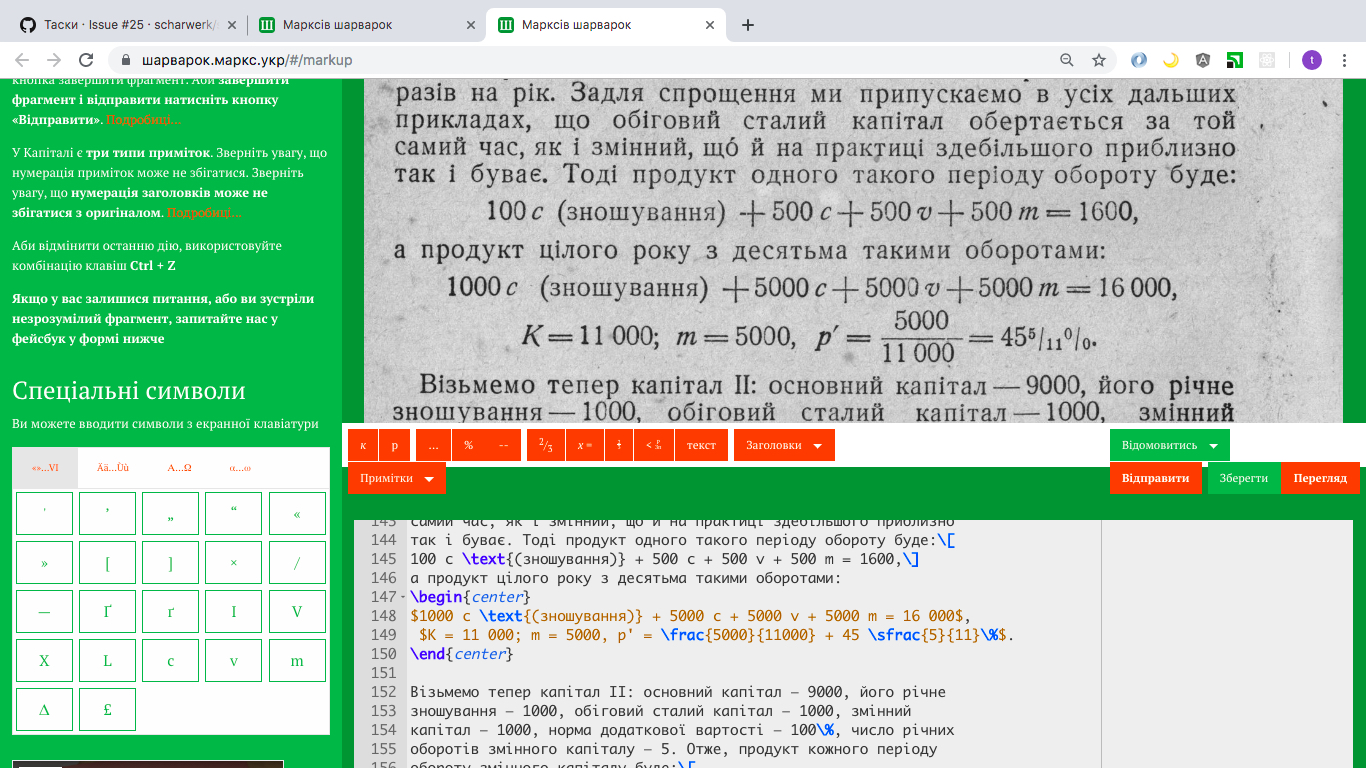 Таски · Issue #25 · scharwerk/
Марксів шарварок
Марксів шарварок
шарварок.маркс.укр/#/markup
t
кнопка завершити фрагмент. Аби завершити
фрагмент і відправити натисніть кнопку
«Відправити». Подробиці...
У Капіталі є три типи приміток. Зверніть увагу, що
нумерація приміток може не збігатися. Зверніть
увагу, що нумерація заголовків може не
збігатися з оригіналом. Подробиці...
Аби відмінити останню дію, використовуйте
комбінацію клавіш Ctrl + Z
Якщо у вас залишися питання, або ви зустріли
незрозумілий фрагмент, запитайте нас у
фейсбук у формі нижче
Спеціальні символи
Ви можете вводити символи з екранної клавіатури
«»...VI Ää...Ùù Α,..,Ω α...ω
' ’ „ “ «
» [ ] × /
— Ґ ґ I V
X L c v m
Δ £
разів на рік. Задля спрощення ми припускаємо в усіх дальших
прикладах, що обіговий сталий капітал обертається за той
самий час, як і змінний, що́ й на практиці здебільшого приблизно
так і буває. Тоді продукт одного такого періоду обороту буде:
100 c (зношування) + 500 c + 500 v + 500 m = 1600,
а продукт цілого року з десятьма такими оборотами:
1000 c (зношування) + 5000 c + 5000 v + 5000 m = 16 000,
K = 11 000; m = 5000, p′ = 5000/11 000 = 45⁵/₁₁⁰/₀.
Візьмемо тепер капітал II: основний капітал — 9000, його річне
зношування — 1000, обіговий сталий капітал — 1000, змінний
к р ... % -- 2/3 x = текст Заголовки Відомовитись
Примітки Відправити Зберегти Перегляд
143 самий час, як і змінний, що й на практиці здебільшого приблизно
144 так і буває. Тоді продукт одного такого періоду обороту буде:\[
145 100 c \text{(зношування)} + 500 c + 500 v + 500 m = 1600,\]
146 а продукт цілого року з десятьма такими оборотами:
147 \begin{center}
148 $1000 c \text{(зношування)} + 5000 c + 5000 v + 5000 m = 16 000$,
149 $K = 11 000; m = 5000, p' = \frac{5000}{11000} + 45 \sfrac{5}{11}\%$.
150 \end{center}
151
152 Візьмемо тепер капітал II: основний капітал — 9000, його річне
153 зношування — 1000, обіговий сталий капітал — 1000, змінний
154 капітал — 1000, норма додаткової вартості — 100\%, число річних
155 оборотів змінного капіталу — 5. Отже, продукт кожного періоду
156 обороту змінного капіталу буде:\[